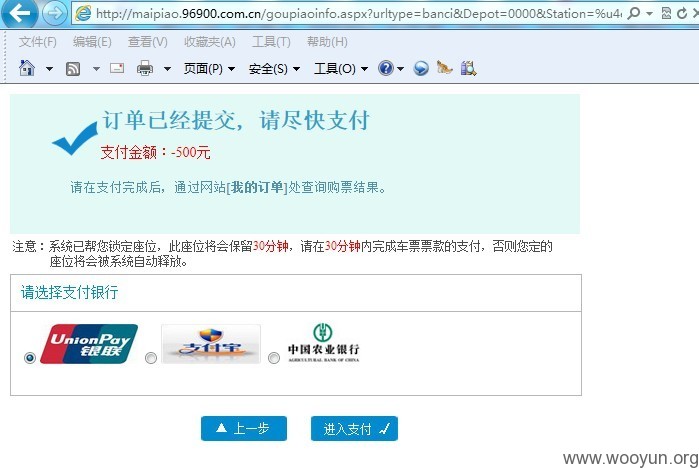 http://maipiao.96900.com.cn/goupiaoinfo.aspx?urltype=banci&Depot=0000&Station=%u4
文件(F) 编辑(E) 查看(V) 收藏夹(A) 工具(T) 帮助(H)
页面(P) 安全(S) 工具(O)
订单已经提交，请尽快支付
支付金额：-500元
请在支付完成后，通过网站[我的订单]处查询购票结果。
注意：系统已帮您锁定座位，此座位将会保留30分钟，请在30分钟内完成车票票款的支付，否则您定的
座位将会被系统自动释放。
请选择支付银行
UnionPay
银联
支付宝
中国农业银行
AGRICULTURAL BANK OF CHINA
上一步 进入支付
www.wooyun.org